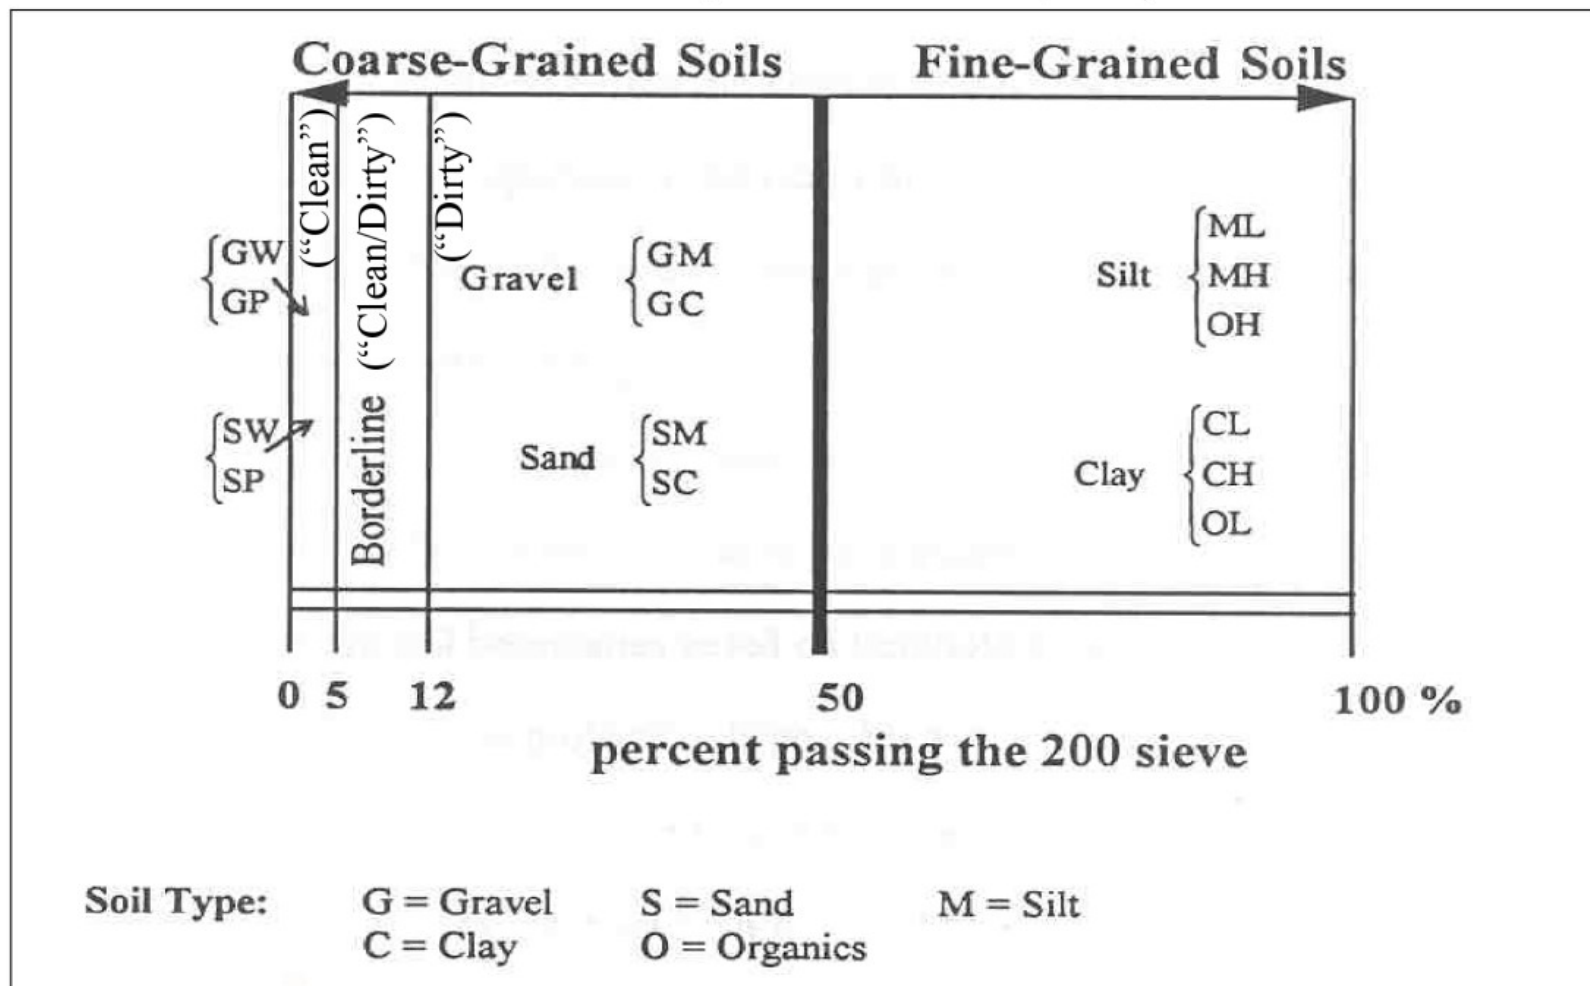 Coarse-Grained Soils
Fine-Grained Soils
(“Clean”)
Borderline (“Clean/Dirty”)
(“Dirty”)
GW
GP
Gravel
GM
GC
Silt
ML
MH
OH
SW
SP
Sand
SM
SC
Clay
CL
CH
OL
0 5 12 50 100 %
percent passing the 200 sieve
Soil Type: G = Gravel S = Sand M = Silt
C = Clay O = Organics